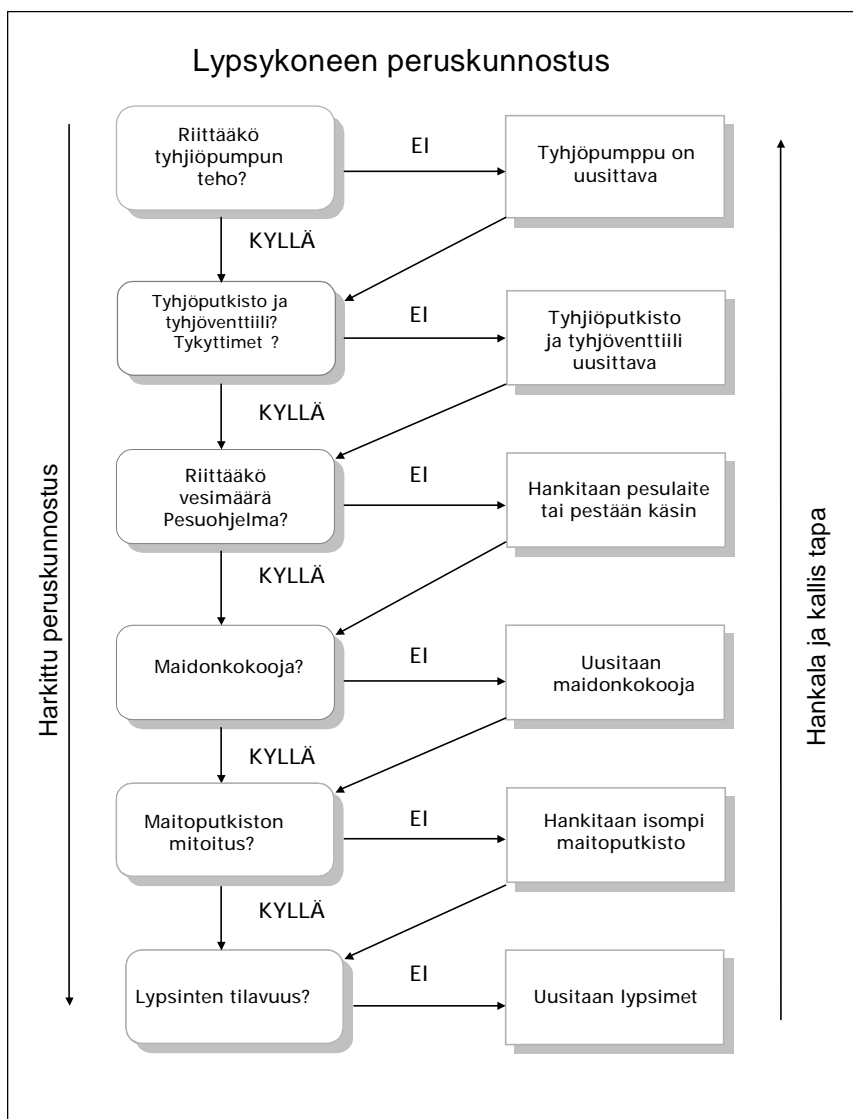 Lypsykoneen peruskunnostus
Riittääkö
tyhjiöpumpun
teho?
EI
Tyhjöpumppu on
uusittava
KYLLÄ
Tyhjöputkisto ja
tyhjöventtiili?
Tykyttimet ?
EI
Tyhjiöputkisto
ja tyhjöventtiili
uusittava
KYLLÄ
Riittääkö
vesimäärä
Pesuohjelma?
EI
Hankitaan pesulaite
tai pestään käsin
KYLLÄ
Maidonkokooja?
EI
Uusitaan
maidonkokooja
KYLLÄ
Maitoputkiston
mitoitus?
EI
Hankitaan isompi
maitoputkisto
KYLLÄ
Lypsinten tilavuus?
EI
Uusitaan lypsimet
Harkittu peruskunnostus
Hankala ja kallis tapa